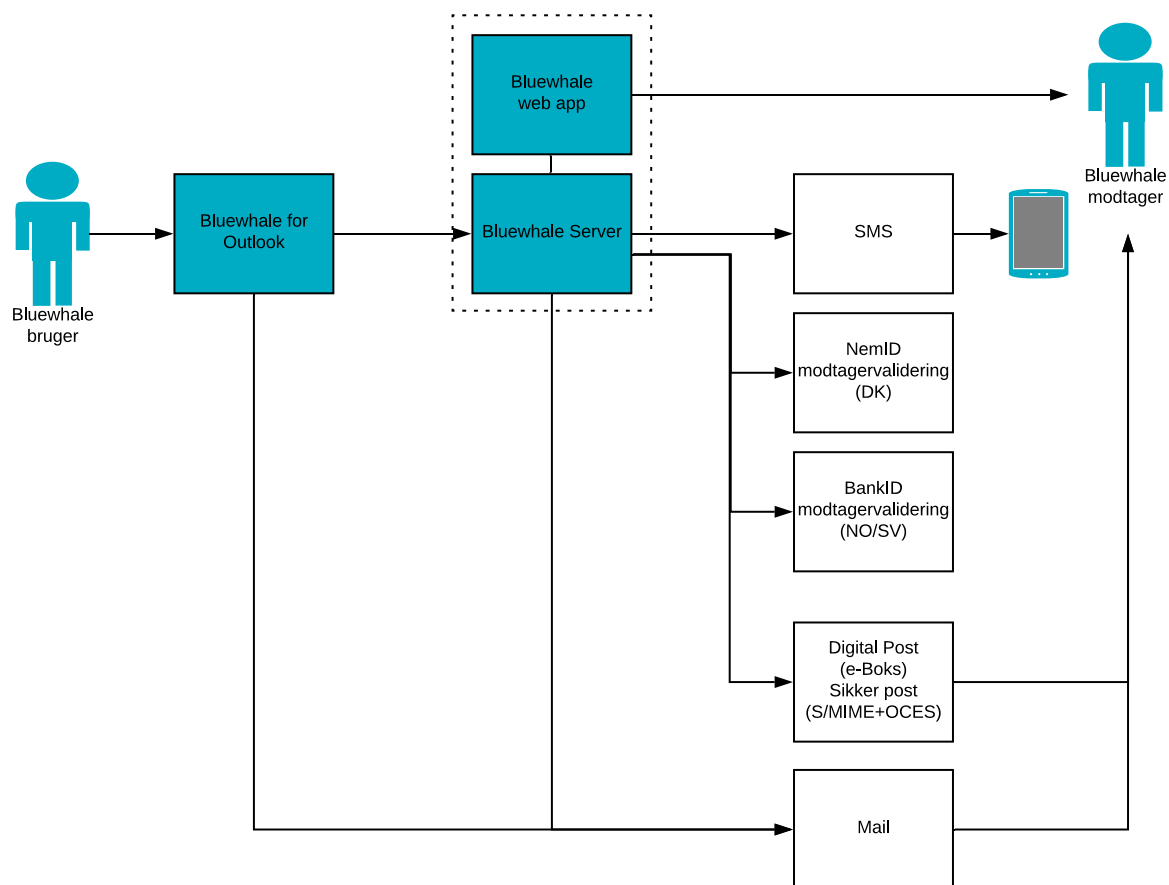 Bluewhale
web app
Bluewhale
modtager
Bluewhale for
Outlook
Bluewhale Server
SMS
Bluewhale
bruger
NemID
modtagervalidering
(DK)
BankID
modtagervalidering
(NO/SV)
Digital Post
(e-Boks)
Sikker post
(S/MIME+OCES)
Mail